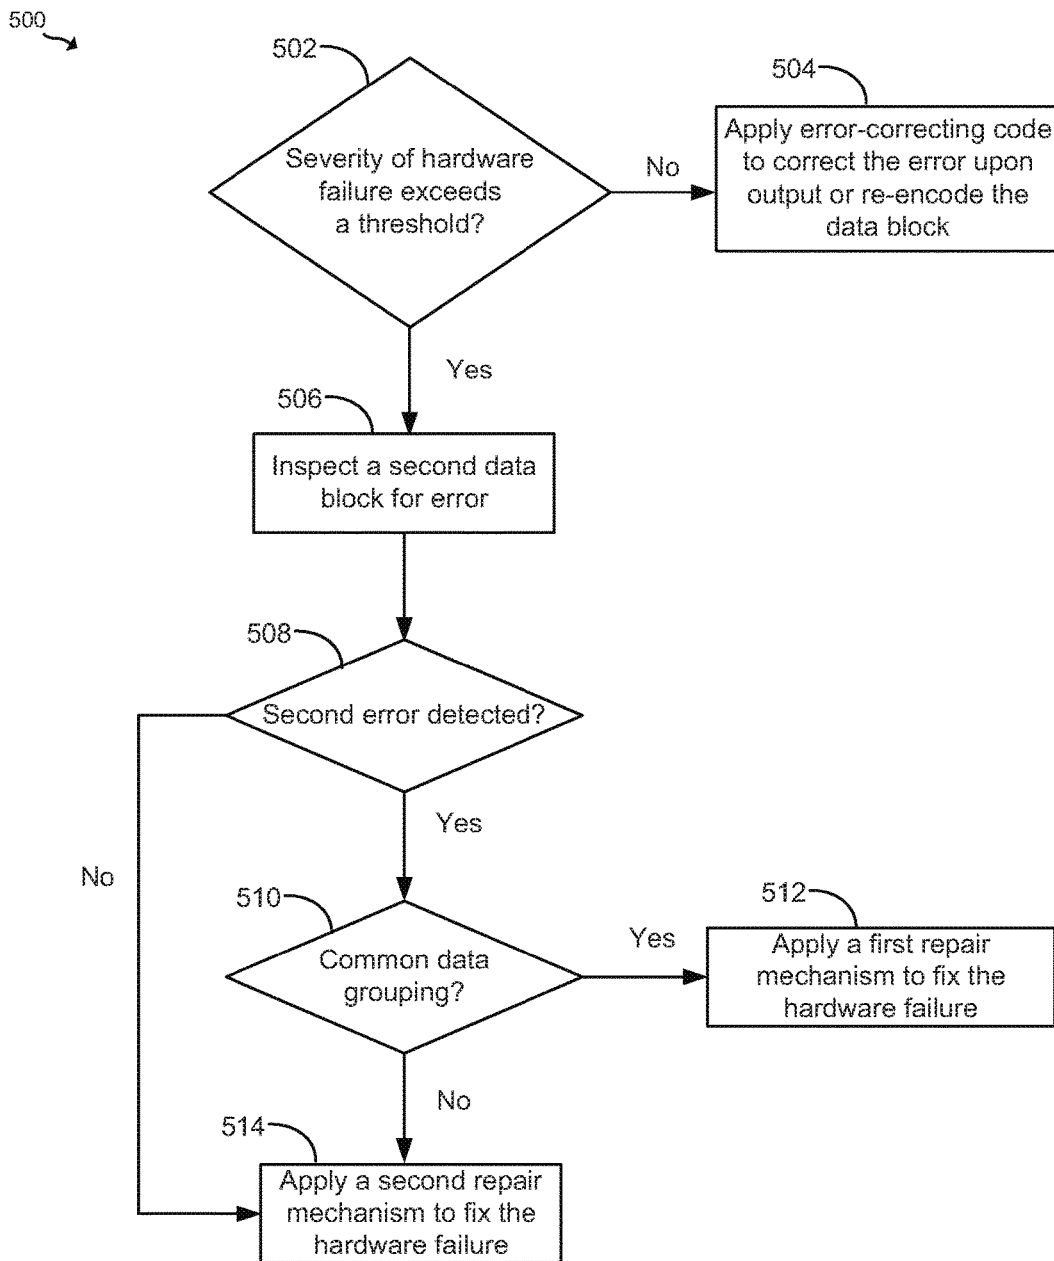 500
502
Severity of hardware
failure exceeds
a threshold?
No
504
Apply error-correcting code
to correct the error upon
output or re-encode the
data block
Yes
506
Inspect a second data
block for error
508
Second error detected?
Yes
No
510
Common data
grouping?
Yes
512
Apply a first repair
mechanism to fix the
hardware failure
No
514
Apply a second repair
mechanism to fix the
hardware failure